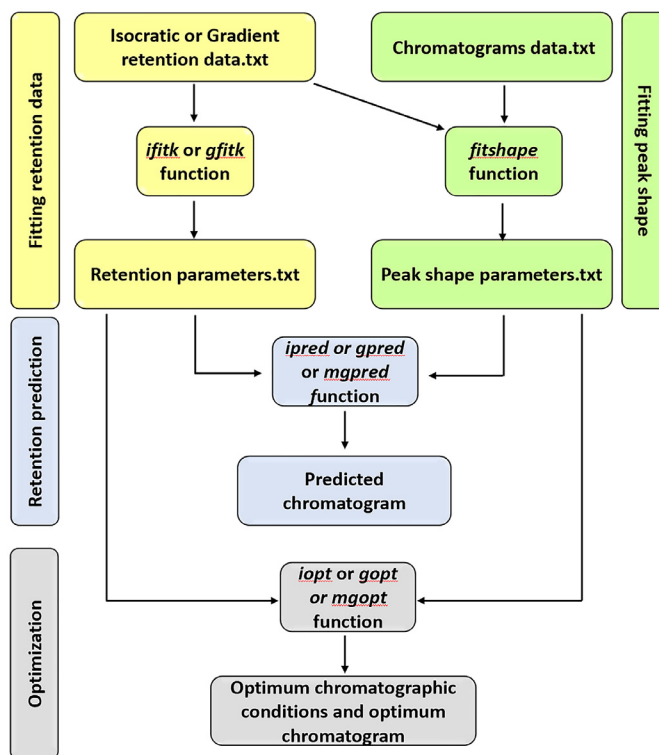 Isocratic or Gradient
retention data.txt
Chromatograms data.txt
Fitting retention data
Fitting peak shape
ifitk or gfitk
function
fitshape
function
Retention parameters.txt
Peak shape parameters.txt
Retention prediction
ipred or gpred
or mgpred
function
Predicted
chromatogram
Optimization
iopt or gopt
or mgopt
function
Optimum chromatographic
conditions and optimum
chromatogram